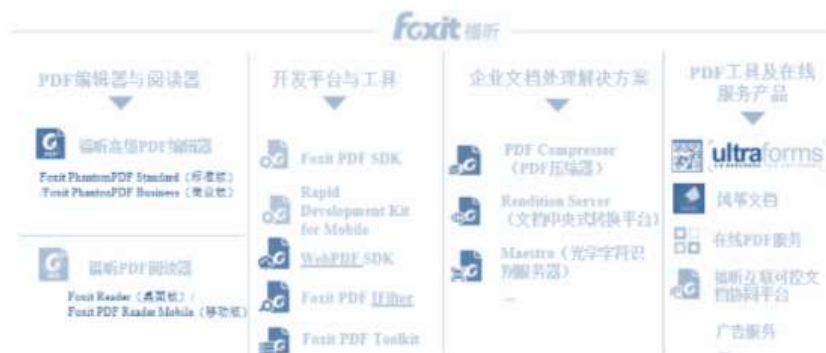 foxit 福昕
PDF编辑器与阅读器
福昕高级PDF编辑器
Foxit PhantomPDF Standard（标准版）
/Foxit PhantomPDF Business（商业版）
福昕PDF阅读器
Foxit Reader（桌面版）/
Foxit PDF Reader Mobile（移动版）
开发平台与工具
Foxit PDF SDK
Rapid
Development Kit
for Mobile
WebPDF SDK
Foxit PDF IFilter
Foxit PDF Toolkit
企业文档处理解决方案
PDF Compressor
（PDF压缩器）
Rendition Server
（文档中央式转换平台）
Maestro（光学字符识
别服务器）
...
PDF工具及在线
服务产品
ultraforms
风筝文档
在线PDF服务
福昕互联可控文
档协同平台
广告服务